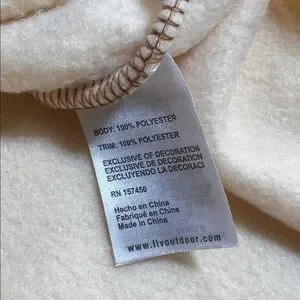 BODY: 100% POLYESTER
TRIM: 100% POLYESTER
EXCLUSIVE OF DECORATION
EXCLUSIVE DE DECORATION
EXCLUYENDO LA DECORACI
RN 157450
Hecho en China
Fabriqué en Chine
Made in China
www.livoutdoor.com